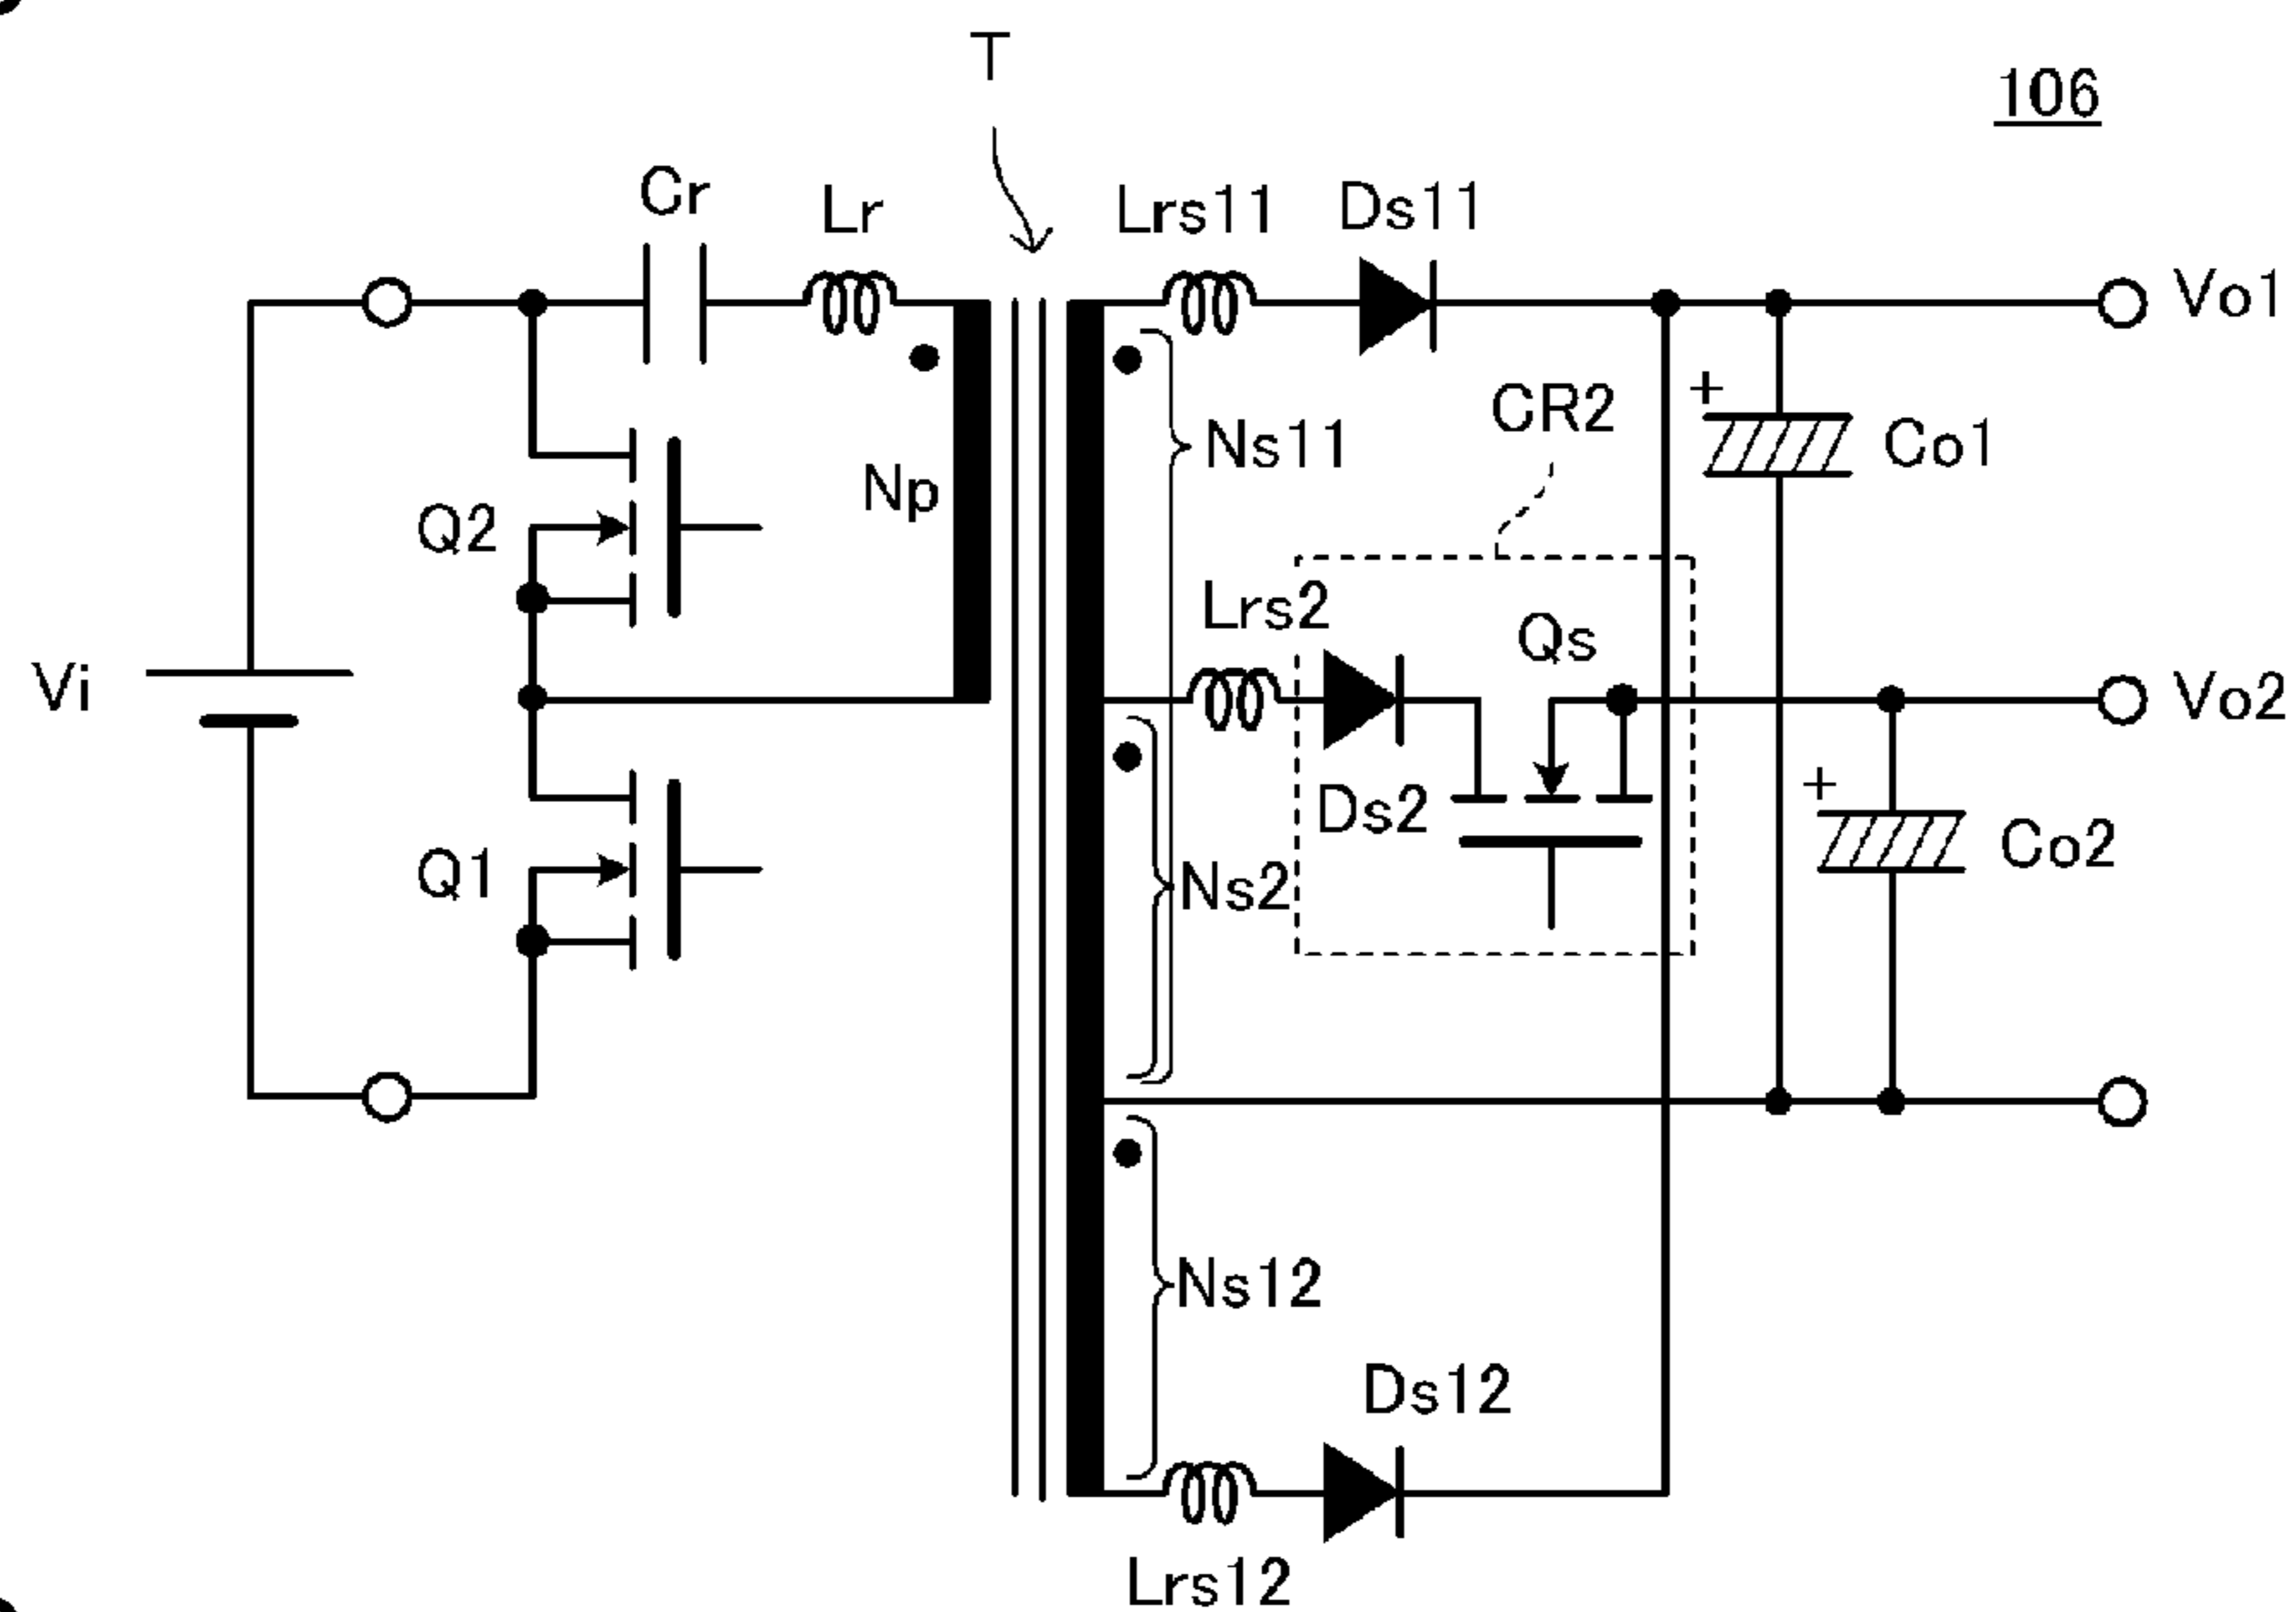 T
106
Cr
Lr
Lrs11
Ds11
Vo1
CR2
+
Co1
Ns11
Np
Q2
Lrs2
Qs
Vi
Vo2
Ds2
+
Co2
Q1
Ns2
Ns12
Ds12
Lrs12